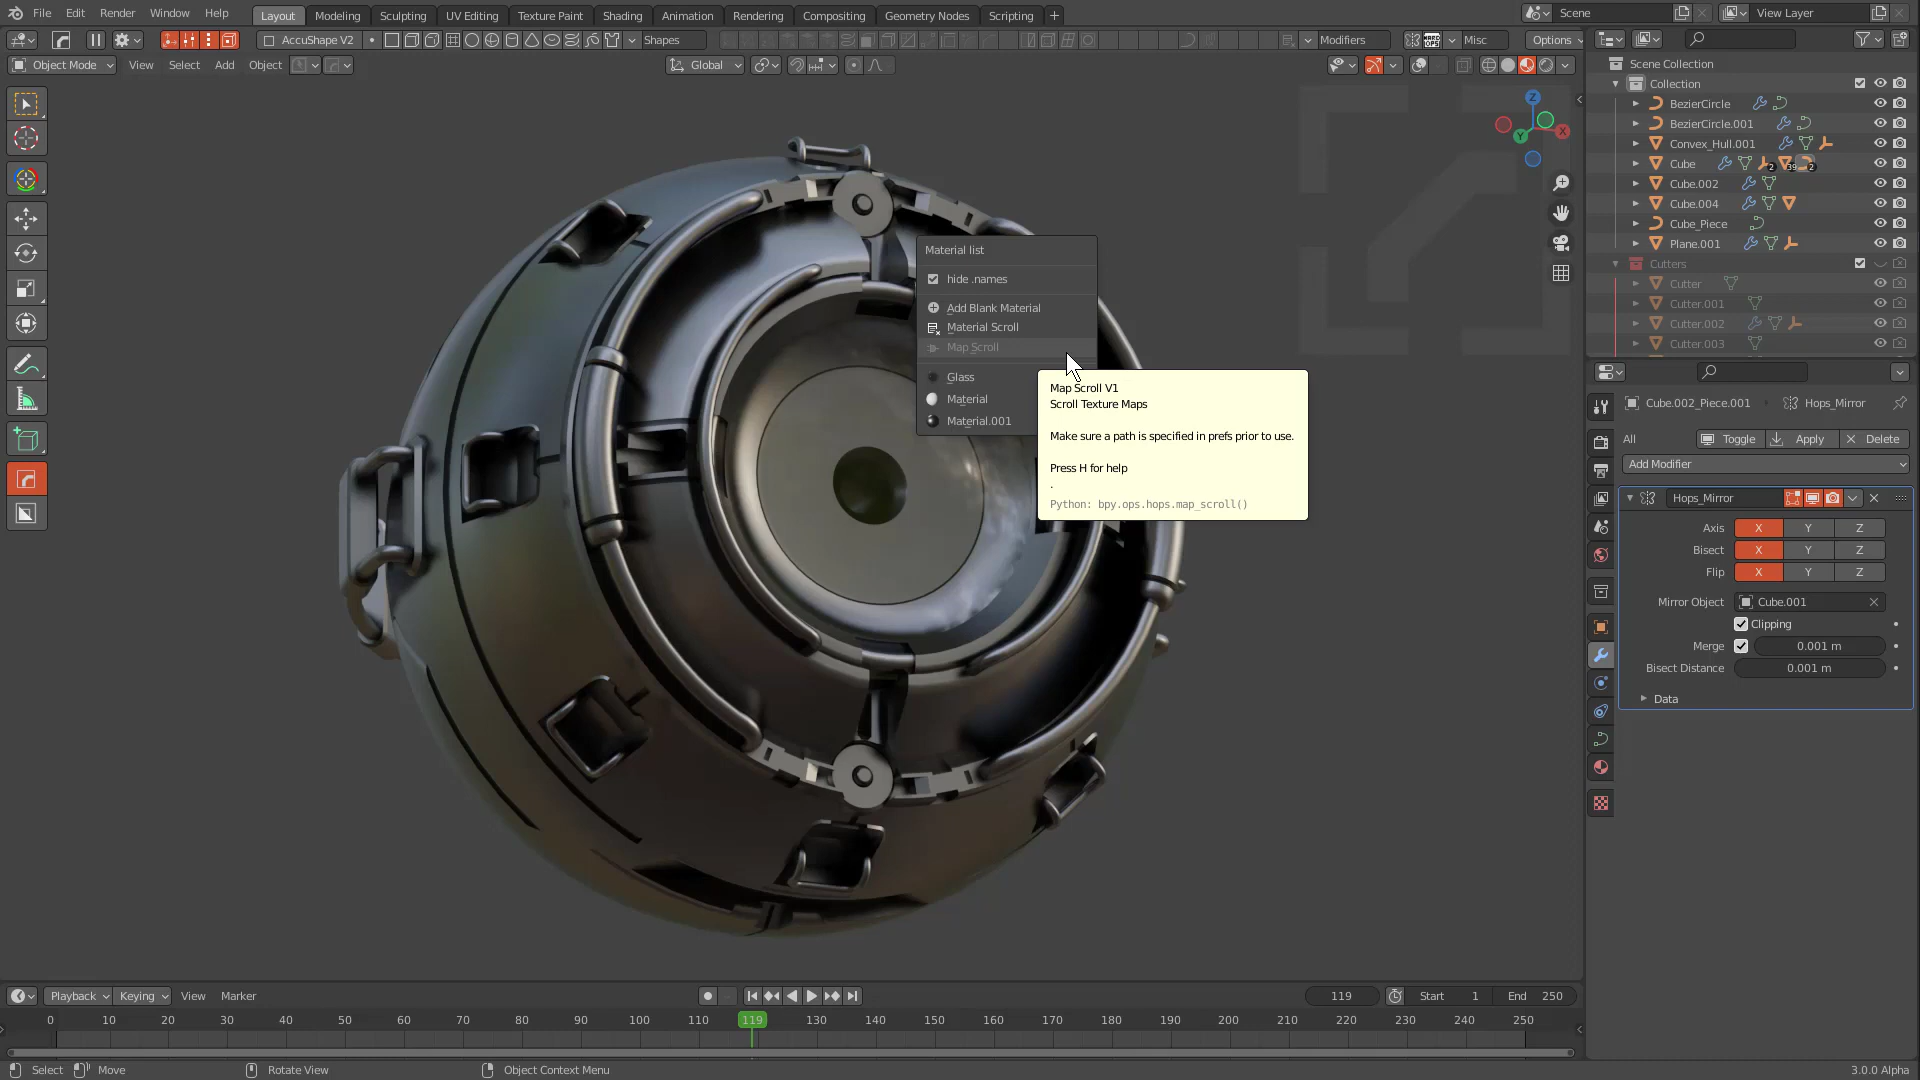 File Edit Render Window Help Layout Modeling Sculpting UV Editing Texture Paint Shading Animation Rendering Compositing Geometry Nodes Scripting + Scene View Layer
AccuShape V2 Shapes Modifiers Misc Options
Object Mode View Select Add Object Global
Scene Collection
Collection
BezierCircle
BezierCircle.001
Convex_Hull.001
Cube 2 39 2
Cube.002
Cube.004
Cube_Piece
Plane.001
Cutters
Cutter
Cutter.001
Cutter.002
Cutter.003
Z
Y
X
Material list
hide .names
Add Blank Material
Material Scroll
Map Scroll
Glass
Material
Material.001
Map Scroll V1
Scroll Texture Maps
Make sure a path is specified in prefs prior to use.
Press H for help
.
Python: bpy.ops.hops.map_scroll()
Cube.002_Piece.001 Hops_Mirror
All Toggle Apply Delete
Add Modifier
Hops_Mirror
Axis X Y Z
Bisect X Y Z
Flip X Y Z
Mirror Object Cube.001
Clipping
Merge 0.001 m
Bisect Distance 0.001 m
Data
Playback Keying View Marker 119 Start 1 End 250
0 10 20 30 40 50 60 70 80 90 100 110 119 130 140 150 160 170 180 190 200 210 220 230 240 250
Select Move Rotate View Object Context Menu 3.0.0 Alpha